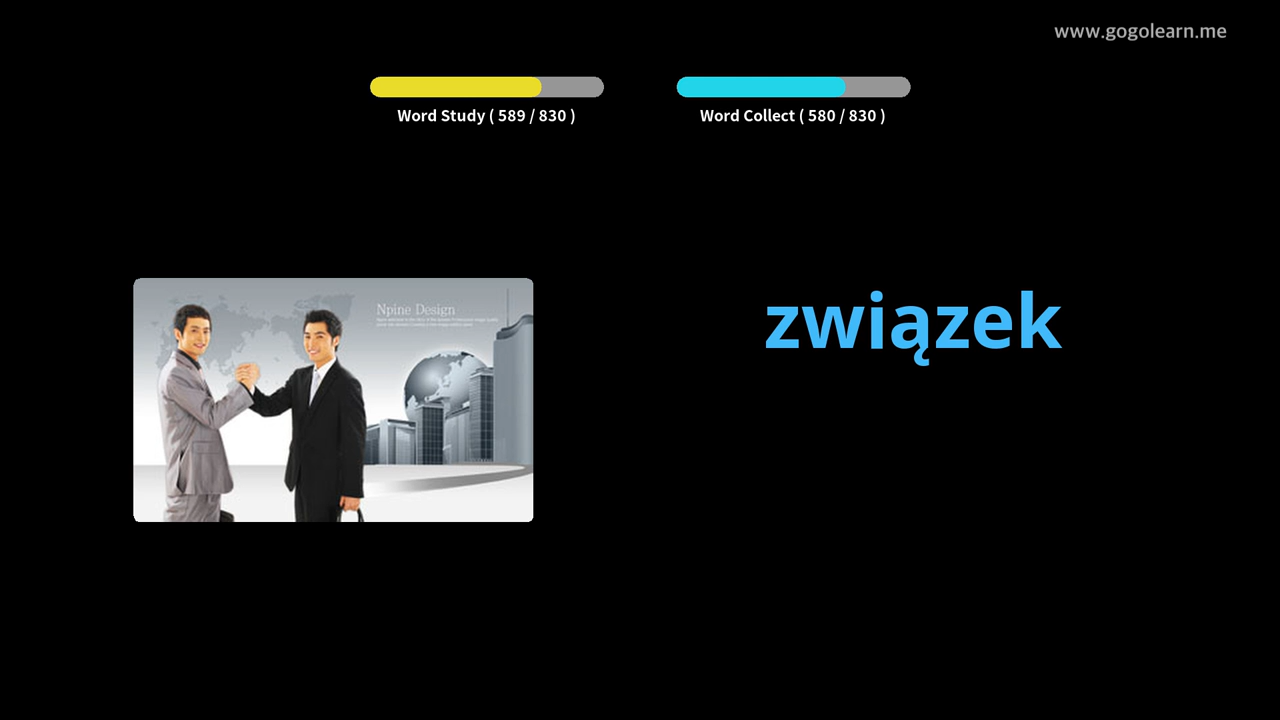 www.gogolearn.me
Word Study ( 589 / 830 )
Word Collect ( 580 / 830 )
Npine Design
związek